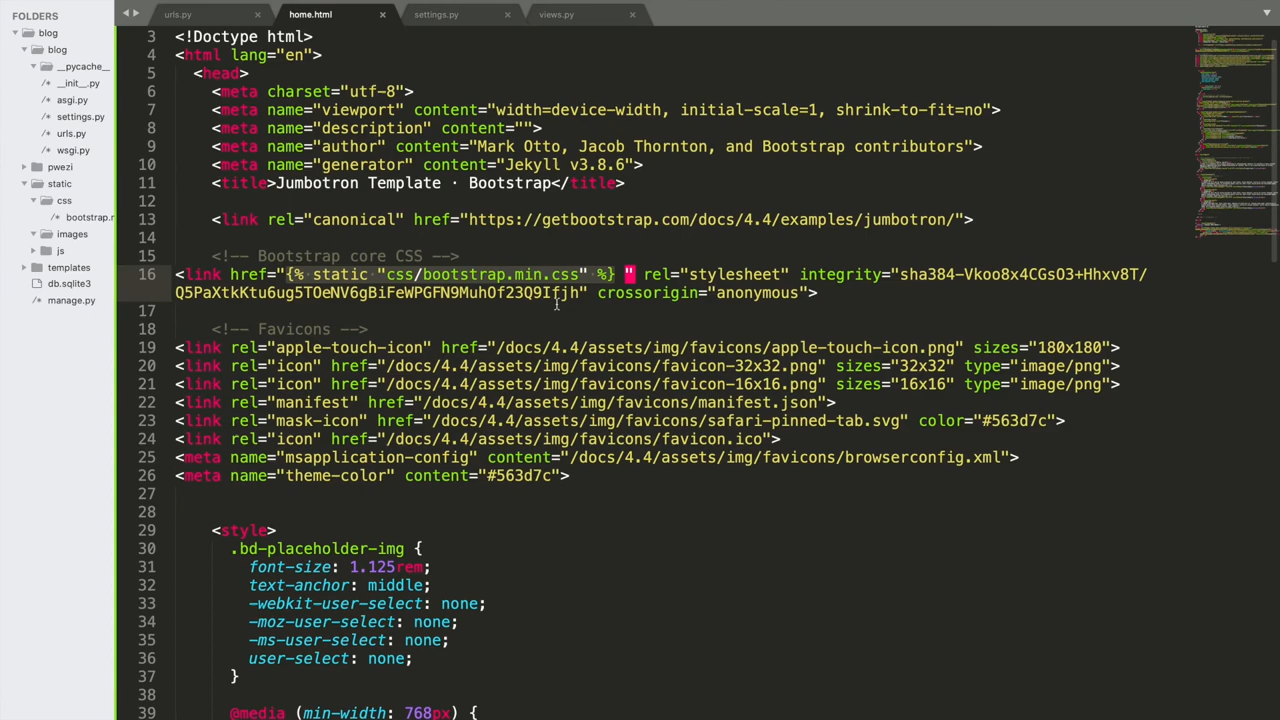 FOLDERS
blog
blog
__pycache__
__init__.py
asgi.py
settings.py
urls.py
wsgi.py
pwezi
static
css
bootstrap.r
images
js
templates
db.sqlite3
manage.py
urls.py
home.html
settings.py
views.py
3 <!Doctype html>
4 <html lang="en">
5 <head>
6 <meta charset="utf-8">
7 <meta name="viewport" content="width=device-width, initial-scale=1, shrink-to-fit=no">
8 <meta name="description" content="">
9 <meta name="author" content="Mark Otto, Jacob Thornton, and Bootstrap contributors">
10 <meta name="generator" content="Jekyll v3.8.6">
11 <title>Jumbotron Template · Bootstrap</title>
12
13 <link rel="canonical" href="https://getbootstrap.com/docs/4.4/examples/jumbotron/">
14
15 <!-- Bootstrap core CSS -->
16 <link href="{% static "css/bootstrap.min.css" %} " rel="stylesheet" integrity="sha384-Vkoo8x4CGsO3+Hhxv8T/
Q5PaXtkKtu6ug5TOeNV6gBiFeWPGFN9MuhOf23Q9Ifjh" crossorigin="anonymous">
17
18 <!-- Favicons -->
19 <link rel="apple-touch-icon" href="/docs/4.4/assets/img/favicons/apple-touch-icon.png" sizes="180x180">
20 <link rel="icon" href="/docs/4.4/assets/img/favicons/favicon-32x32.png" sizes="32x32" type="image/png">
21 <link rel="icon" href="/docs/4.4/assets/img/favicons/favicon-16x16.png" sizes="16x16" type="image/png">
22 <link rel="manifest" href="/docs/4.4/assets/img/favicons/manifest.json">
23 <link rel="mask-icon" href="/docs/4.4/assets/img/favicons/safari-pinned-tab.svg" color="#563d7c">
24 <link rel="icon" href="/docs/4.4/assets/img/favicons/favicon.ico">
25 <meta name="msapplication-config" content="/docs/4.4/assets/img/favicons/browserconfig.xml">
26 <meta name="theme-color" content="#563d7c">
27
28
29 <style>
30 .bd-placeholder-img {
31 font-size: 1.125rem;
32 text-anchor: middle;
33 -webkit-user-select: none;
34 -moz-user-select: none;
35 -ms-user-select: none;
36 user-select: none;
37 }
38
39 @media (min-width: 768px) {